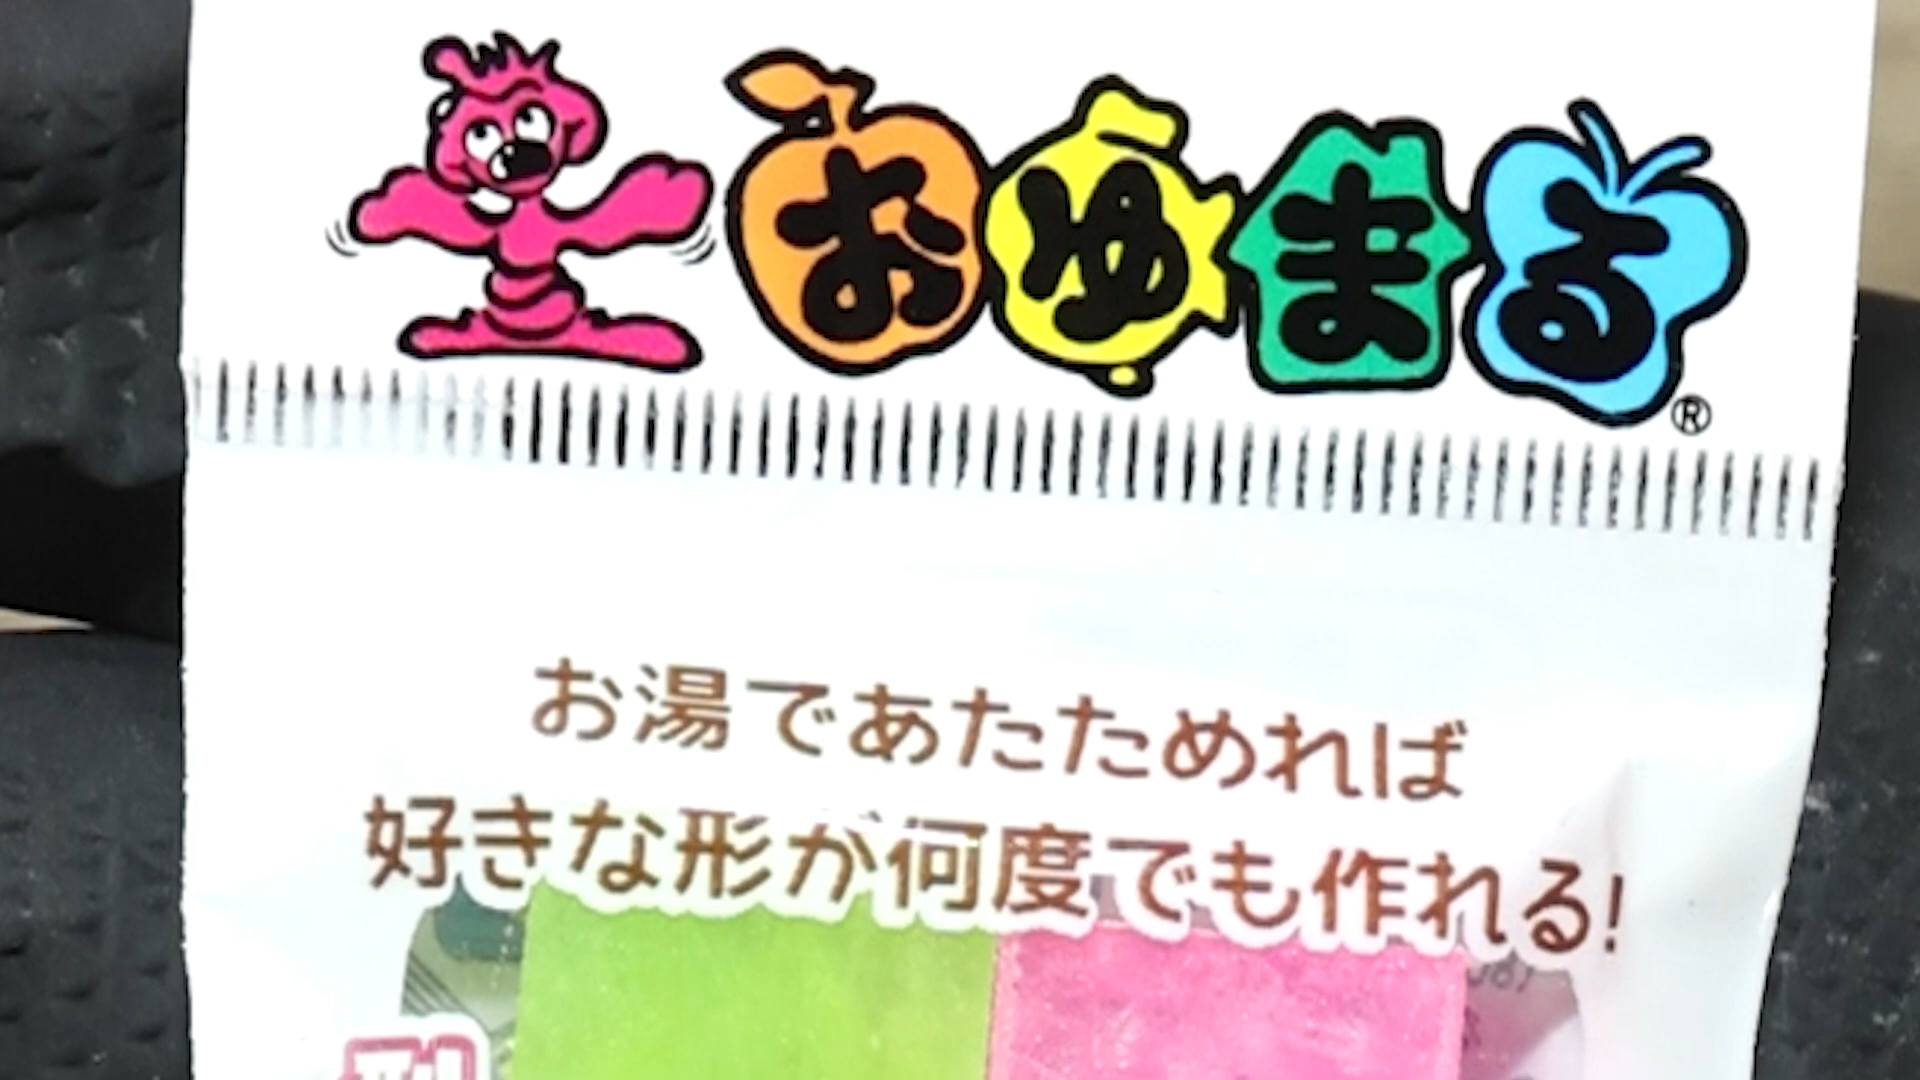 おゆまる®
お湯であたためれば
好きな形が何度でも作れる!
型